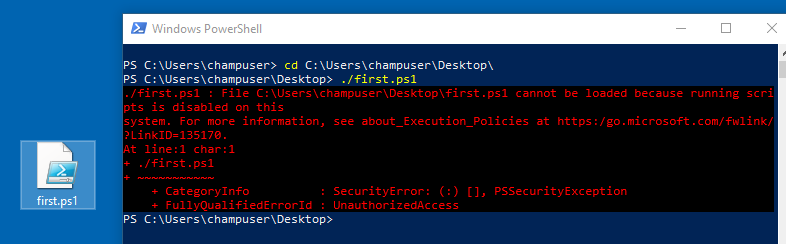 Windows PowerShell
PS C:\Users\champuser> cd C:\Users\champuser\Desktop\
PS C:\Users\champuser\Desktop> ./first.ps1
./first.ps1 : File C:\Users\champuser\Desktop\first.ps1 cannot be loaded because running scri
pts is disabled on this
system. For more information, see about_Execution_Policies at https:/go.microsoft.com/fwlink/
?LinkID=135170.
At line:1 char:1
+ ./first.ps1
+ ~~~~~~~~~~~
+ CategoryInfo : SecurityError: (:) [], PSSecurityException
+ FullyQualifiedErrorId : UnauthorizedAccess
PS C:\Users\champuser\Desktop>
first.ps1